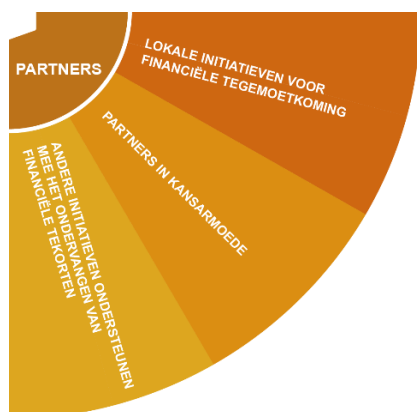 PARTNERS
LOKALE INITIATIEVEN VOOR
FINANCIËLE TEGEMOETKOMING
PARTNERS IN KANSARMOEDE
ANDERE INITIATIEVEN ONDERSTEUNEN
MEE HET ONDERVANGEN VAN
FINANCIËLE TEKORTEN